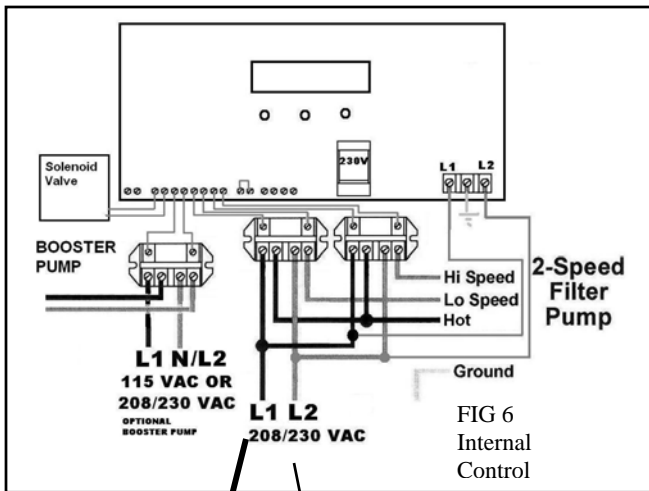 230V
L1 L2
Solenoid
Valve
BOOSTER
PUMP
Hi Speed
Lo Speed
Hot
2-Speed
Filter
Pump
Ground
L1 N/L2
115 VAC OR
208/230 VAC
OPTIONAL
BOOSTER PUMP
L1 L2
208/230 VAC
FIG 6
Internal
Control